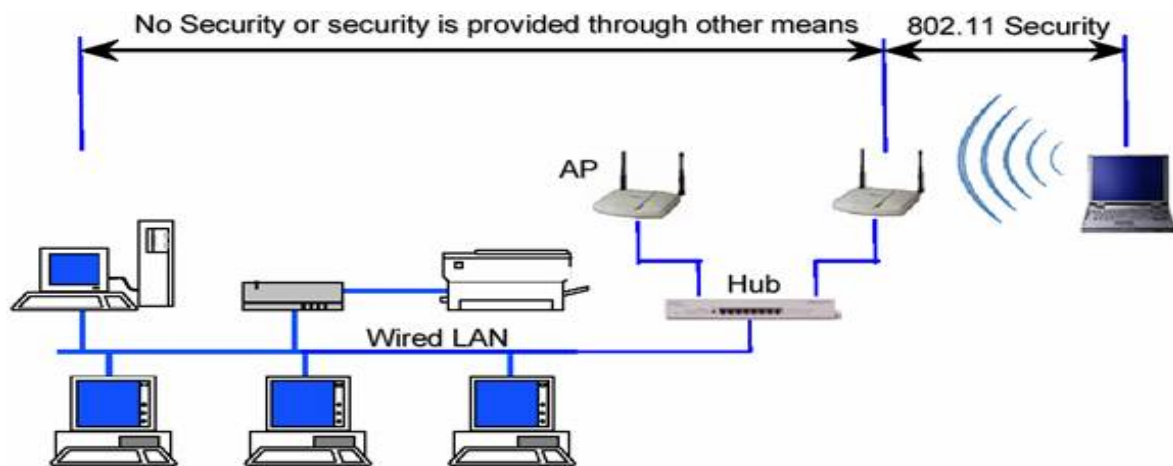 No Security or security is provided through other means
802.11 Security
AP
Hub
Wired LAN